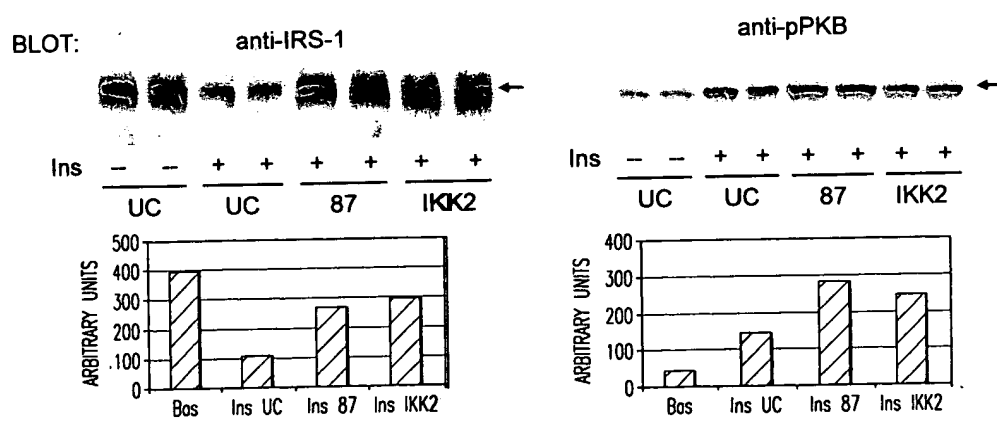 BLOT:
anti-IRS-1
Ins – – + + + + + +
UC UC 87 IKK2
ARBITRARY UNITS
500
400
300
200
100
0
Bas Ins UC Ins 87 Ins IKK2
anti-pPKB
Ins – – + + + + + +
UC UC 87 IKK2
ARBITRARY UNITS
400
300
200
100
0
Bas Ins UC Ins 87 Ins IKK2